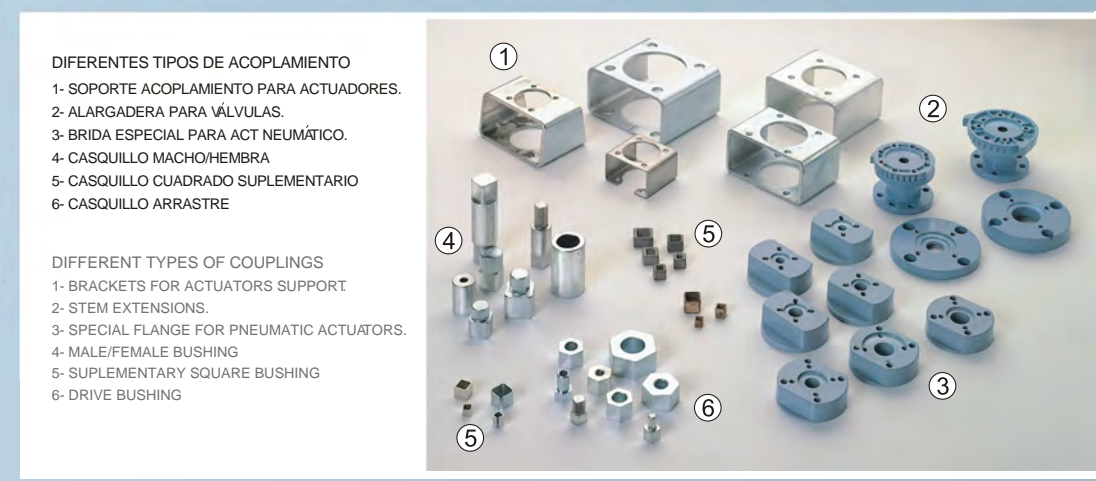 DIFERENTES TIPOS DE ACOPLAMIENTO
1- SOPORTE ACOPLAMIENTO PARA ACTUADORES.
2- ALARGADERA PARA VÁLVULAS.
3- BRIDA ESPECIAL PARA ACT NEUMÁTICO.
4- CASQUILLO MACHO/HEMBRA
5- CASQUILLO CUADRADO SUPLEMENTARIO
6- CASQUILLO ARRASTRE
DIFFERENT TYPES OF COUPLINGS
1- BRACKETS FOR ACTUATORS SUPPORT.
2- STEM EXTENSIONS.
3- SPECIAL FLANGE FOR PNEUMATIC ACTUATORS.
4- MALE/FEMALE BUSHING
5- SUPLEMENTARY SQUARE BUSHING
6- DRIVE BUSHING
1
2
4
5
3
6
5